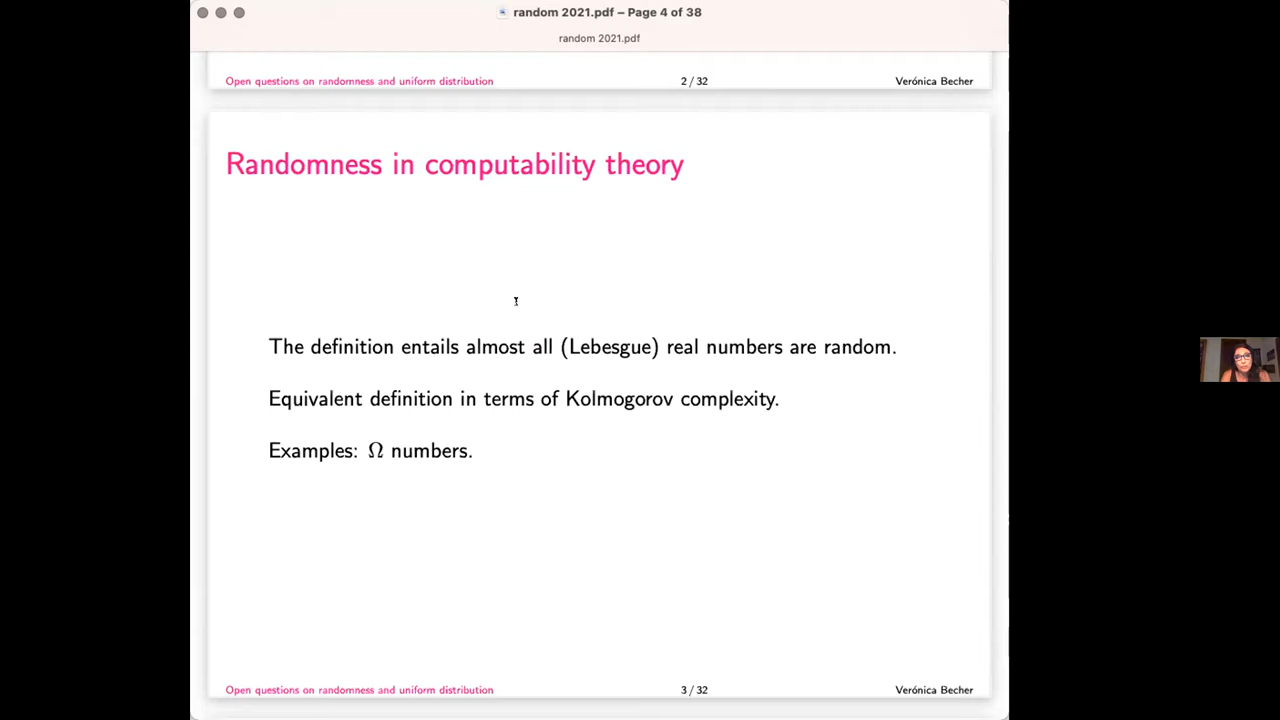 random 2021.pdf – Page 4 of 38
random 2021.pdf
Open questions on randomness and uniform distribution 2 / 32 Verónica Becher
Randomness in computability theory
The definition entails almost all (Lebesgue) real numbers are random.
Equivalent definition in terms of Kolmogorov complexity.
Examples: Ω numbers.
Open questions on randomness and uniform distribution 3 / 32 Verónica Becher